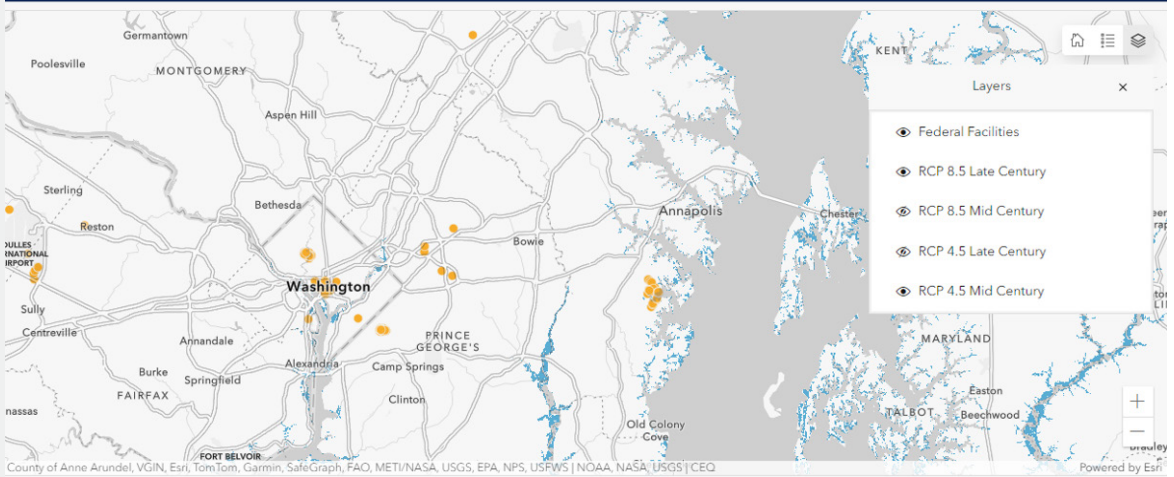 Germantown
Poolesville
MONTGOMERY
KENT
Layers
Aspen Hill
Federal Facilities
RCP 8.5 Late Century
Sterling
Bethesda
RCP 8.5 Mid Century
Annapolis
Chester
Reston
Bowie
DULLES
RNATIONAL
IRPORT
RCP 4.5 Late Century
Washington
RCP 4.5 Mid Century
Sully
Centreville
Annandale
PRINCE
GEORGE'S
MARYLAND
Alexandria
Camp Springs
Burke
Springfield
FAIRFAX
Clinton
Easton
nassas
TALBOT
Beechwood
Old Colony
Cove
Bradley
FORT BELVOIR
County of Anne Arundel, VGIN, Esri, TomTom, Garmin, SafeGraph, FAO, METI/NASA, USGS, EPA, NPS, USFWS | NOAA, NASA, USGS | CEQ
Powered by Esri